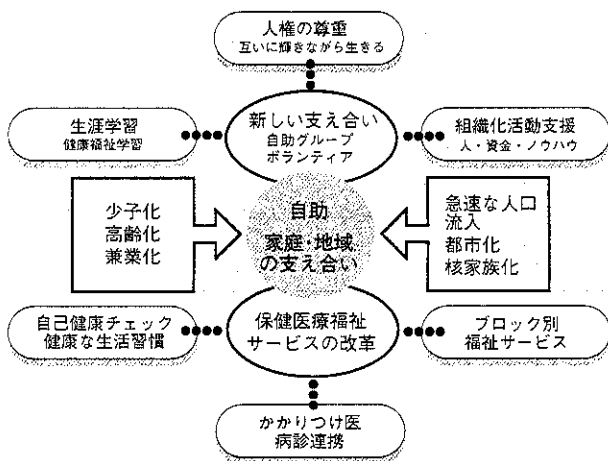 人権の尊重
互いに輝きながら生きる
生涯学習
健康福祉学習
新しい支え合い
自助グループ
ボランティア
組織化活動支援
人・資金・ノウハウ
少子化
高齢化
兼業化
自助
家庭・地域
の支え合い
急速な人口
流入
都市化
核家族化
自己健康チェック
健康な生活習慣
保健医療福祉
サービスの改革
ブロック別
福祉サービス
かかりつけ医
病診連携